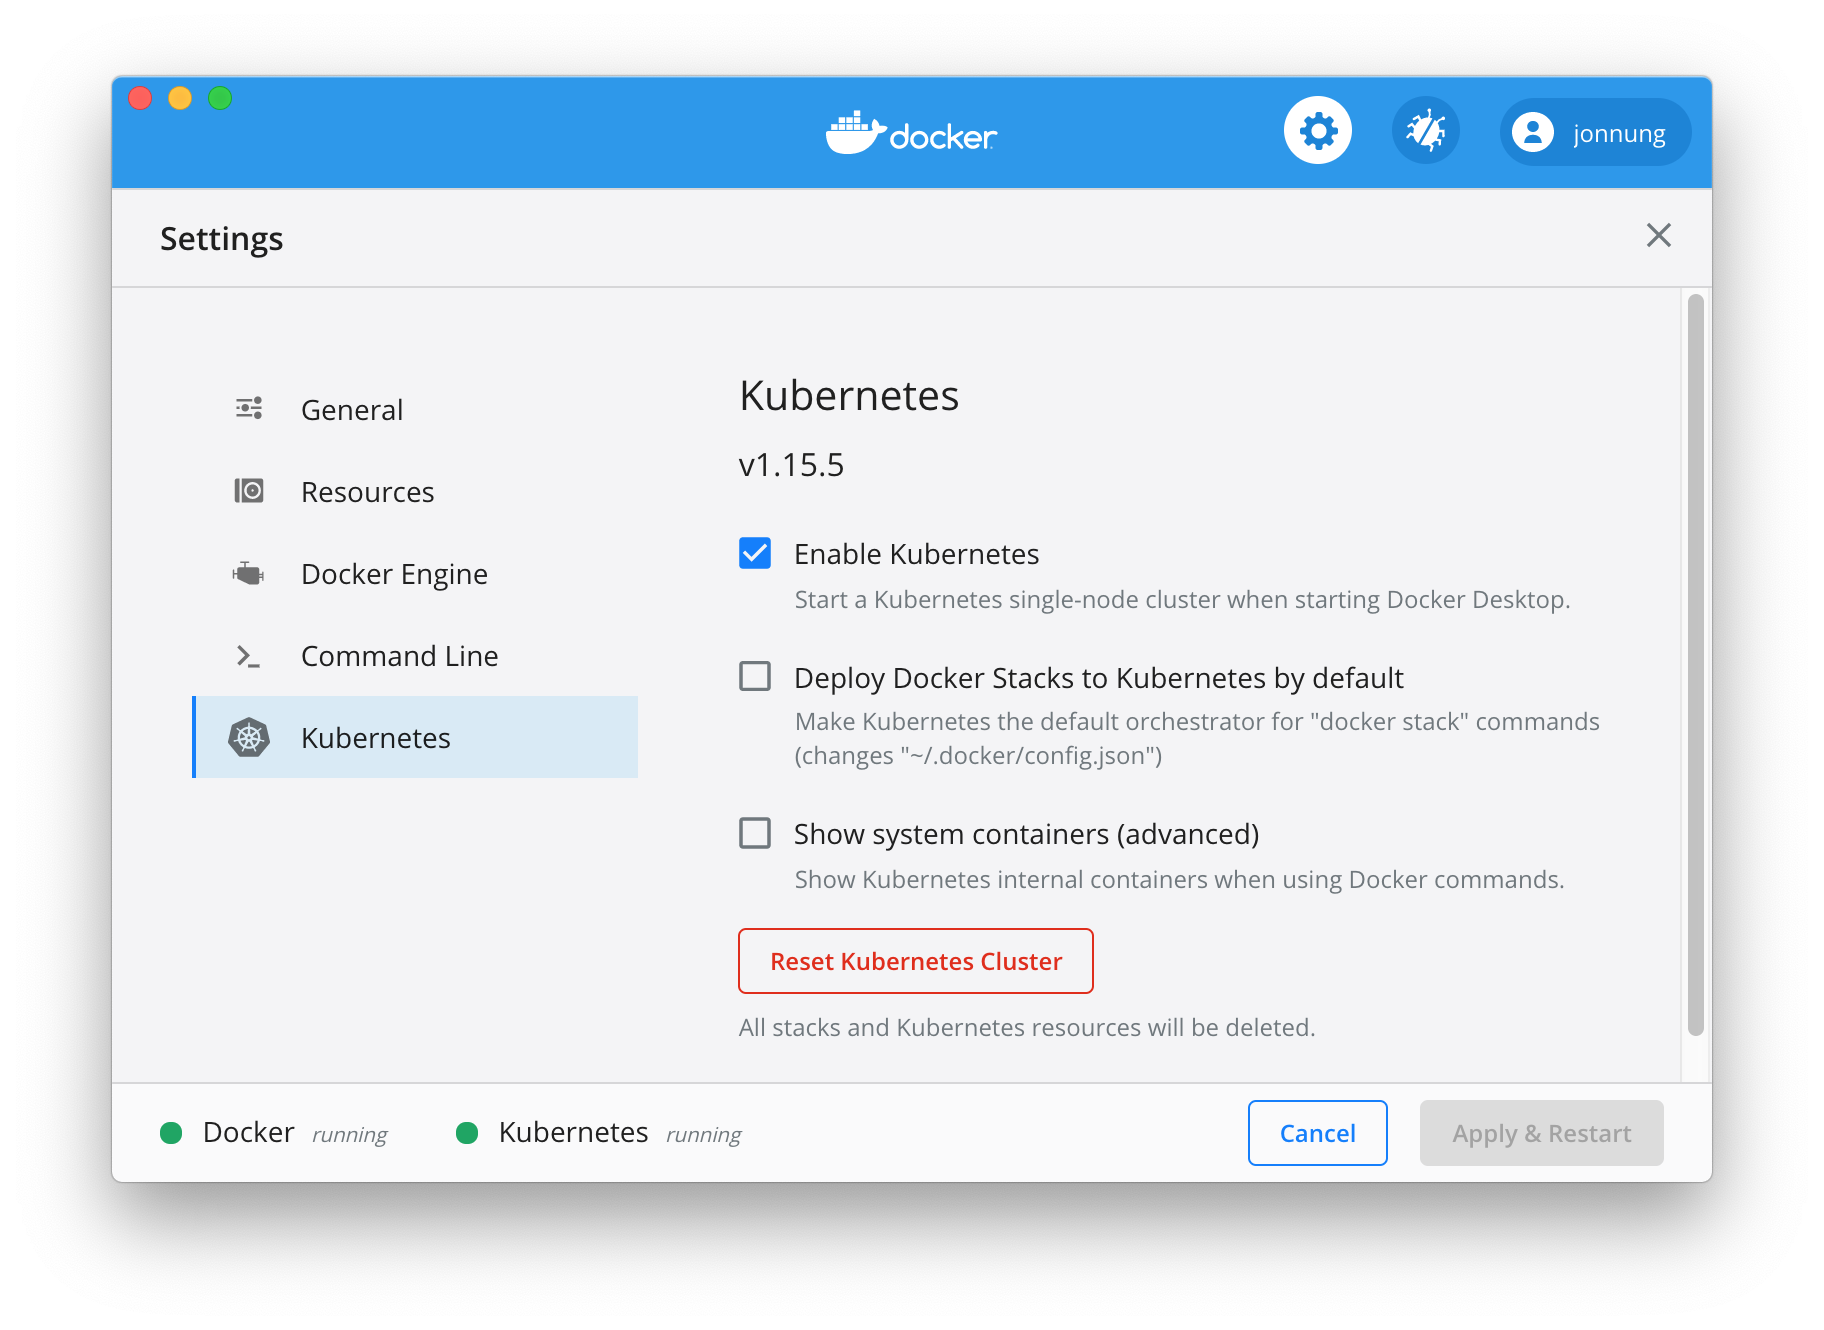 docker
jonnung
Settings
General
Resources
Docker Engine
Command Line
Kubernetes
Kubernetes
v1.15.5
Enable Kubernetes
Start a Kubernetes single-node cluster when starting Docker Desktop.
Deploy Docker Stacks to Kubernetes by default
Make Kubernetes the default orchestrator for "docker stack" commands
(changes "~/.docker/config.json")
Show system containers (advanced)
Show Kubernetes internal containers when using Docker commands.
Reset Kubernetes Cluster
All stacks and Kubernetes resources will be deleted.
Docker running Kubernetes running
Cancel Apply & Restart